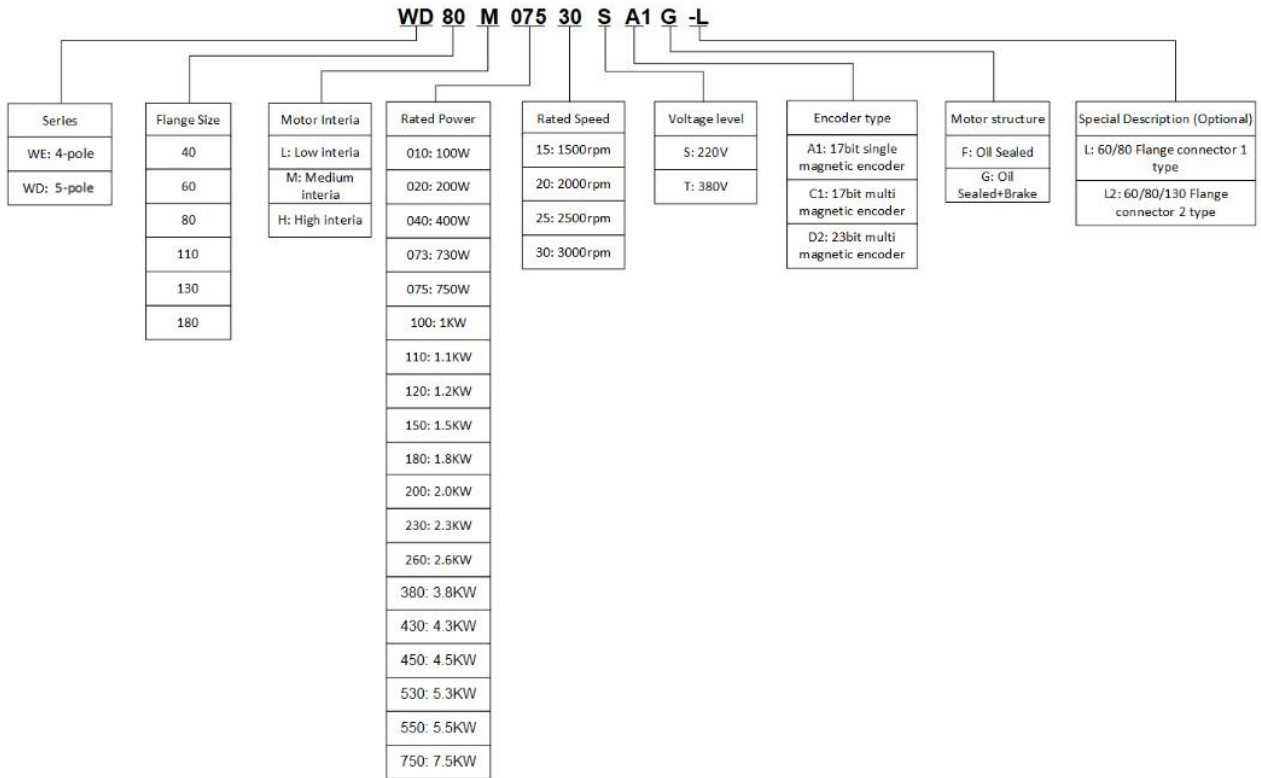 WD 80 M 075 30 S A1 G -L
Series
WE: 4-pole
WD: 5-pole
Flange Size
40
60
80
110
130
180
Motor Interia
L: Low interia
M: Medium
interia
H: High interia
Rated Power
010: 100W
020: 200W
040: 400W
073: 730W
075: 750W
100: 1KW
110: 1.1KW
120: 1.2KW
150: 1.5KW
180: 1.8KW
200: 2.0KW
230: 2.3KW
260: 2.6KW
380: 3.8KW
430: 4.3KW
450: 4.5KW
530: 5.3KW
550: 5.5KW
750: 7.5KW
Rated Speed
15: 1500rpm
20: 2000rpm
25: 2500rpm
30: 3000rpm
Voltage level
S: 220V
T: 380V
Encoder type
A1: 17bit single
magnetic encoder
C1: 17bit multi
magnetic encoder
D2: 23bit multi
magnetic encoder
Motor structure
F: Oil Sealed
G: Oil
Sealed+Brake
Special Description (Optional)
L: 60/80 Flange connector 1
type
L2: 60/80/130 Flange
connector 2 type